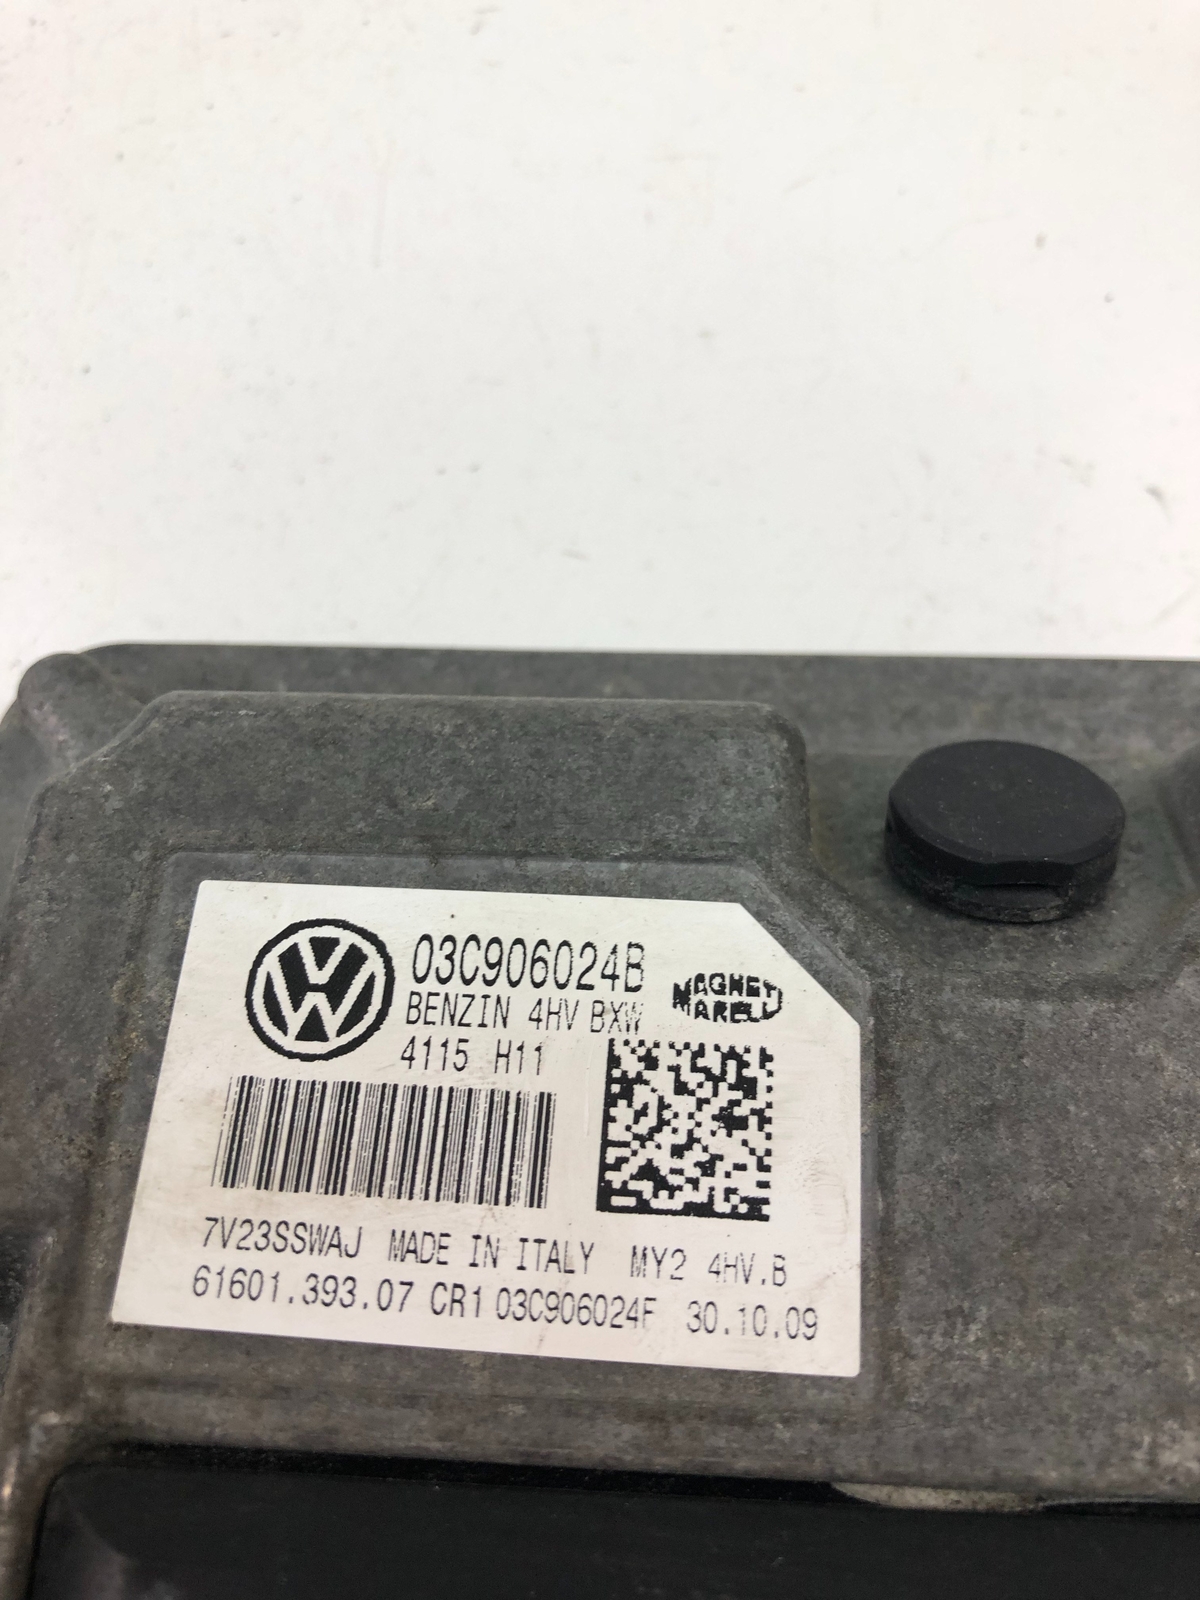 03C906024B
MAGNETI
MARELLI
BENZIN 4HV BXW
4115 H11
7V23SSWAJ MADE IN ITALY MY2 4HV.B
61601.393.07 CR1 03C906024F 30.10.09